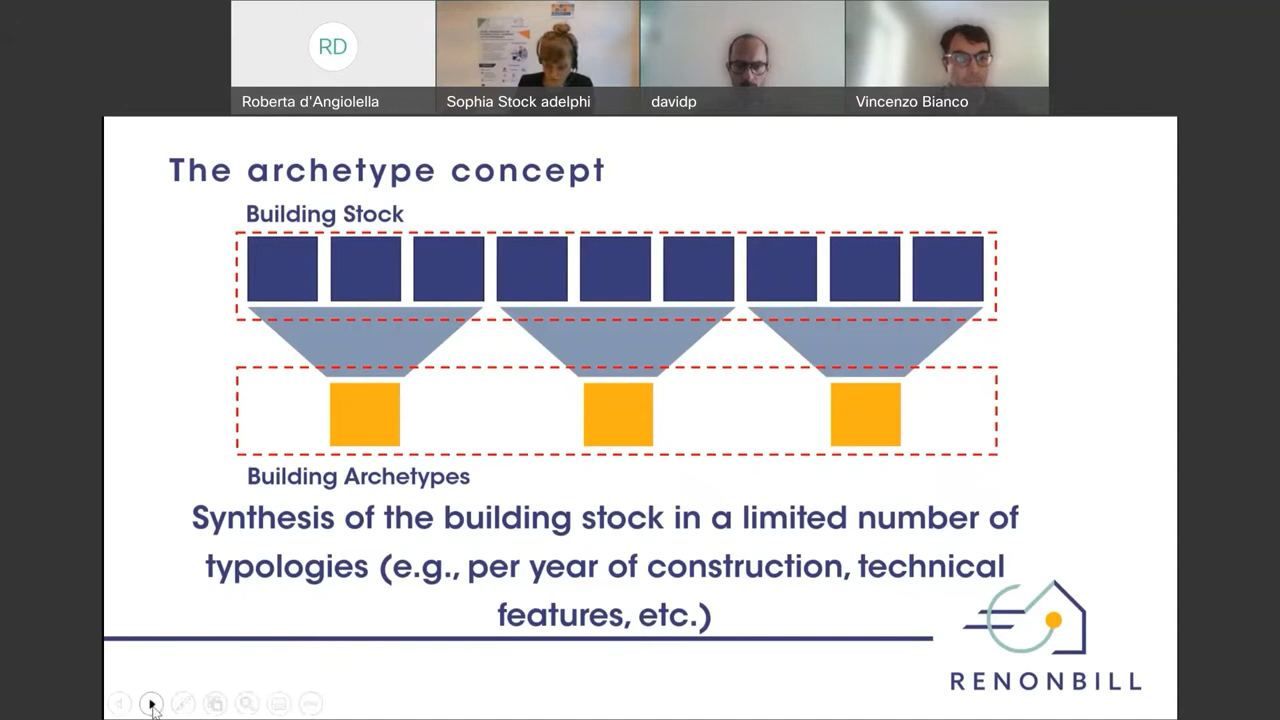 RD
Roberta d'Angiolella
Sophia Stock adelphi
davidp
Vincenzo Bianco
The archetype concept
Building Stock
Building Archetypes
Synthesis of the building stock in a limited number of
typologies (e.g., per year of construction, technical
features, etc.)
RENONBILL